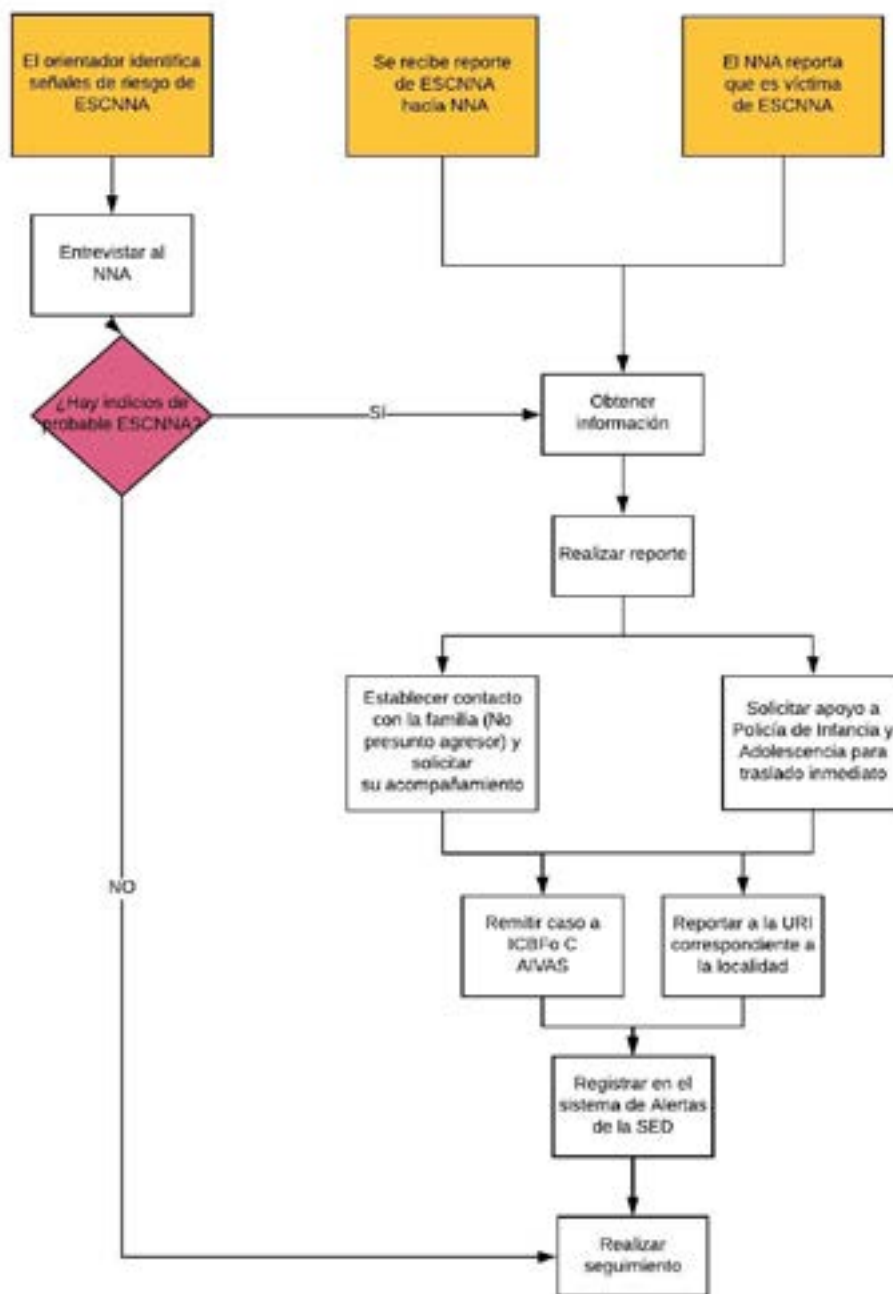 El orientador identifica
señales de riesgo de
ESCNNA
Se recibe reporte
de ESCNNA
hacia NNA
El NNA reporta
que es víctima
de ESCNNA
Entrevistar al
NNA
¿Hay indicios de
probable ESCNNA?
SI
Obtener
información
Realizar reporte
Establecer contacto
con la familia (No
presunto agresor) y
solicitar
su acompañamiento
Solicitar apoyo a
Policía de Infancia y
Adolescencia para
traslado inmediato
NO
Remitir caso a
ICBFo C
AIVAS
Reportar a la URI
correspondiente a
la localidad
Registrar en el
sistema de Alertas
de la SED
Realizar
seguimiento